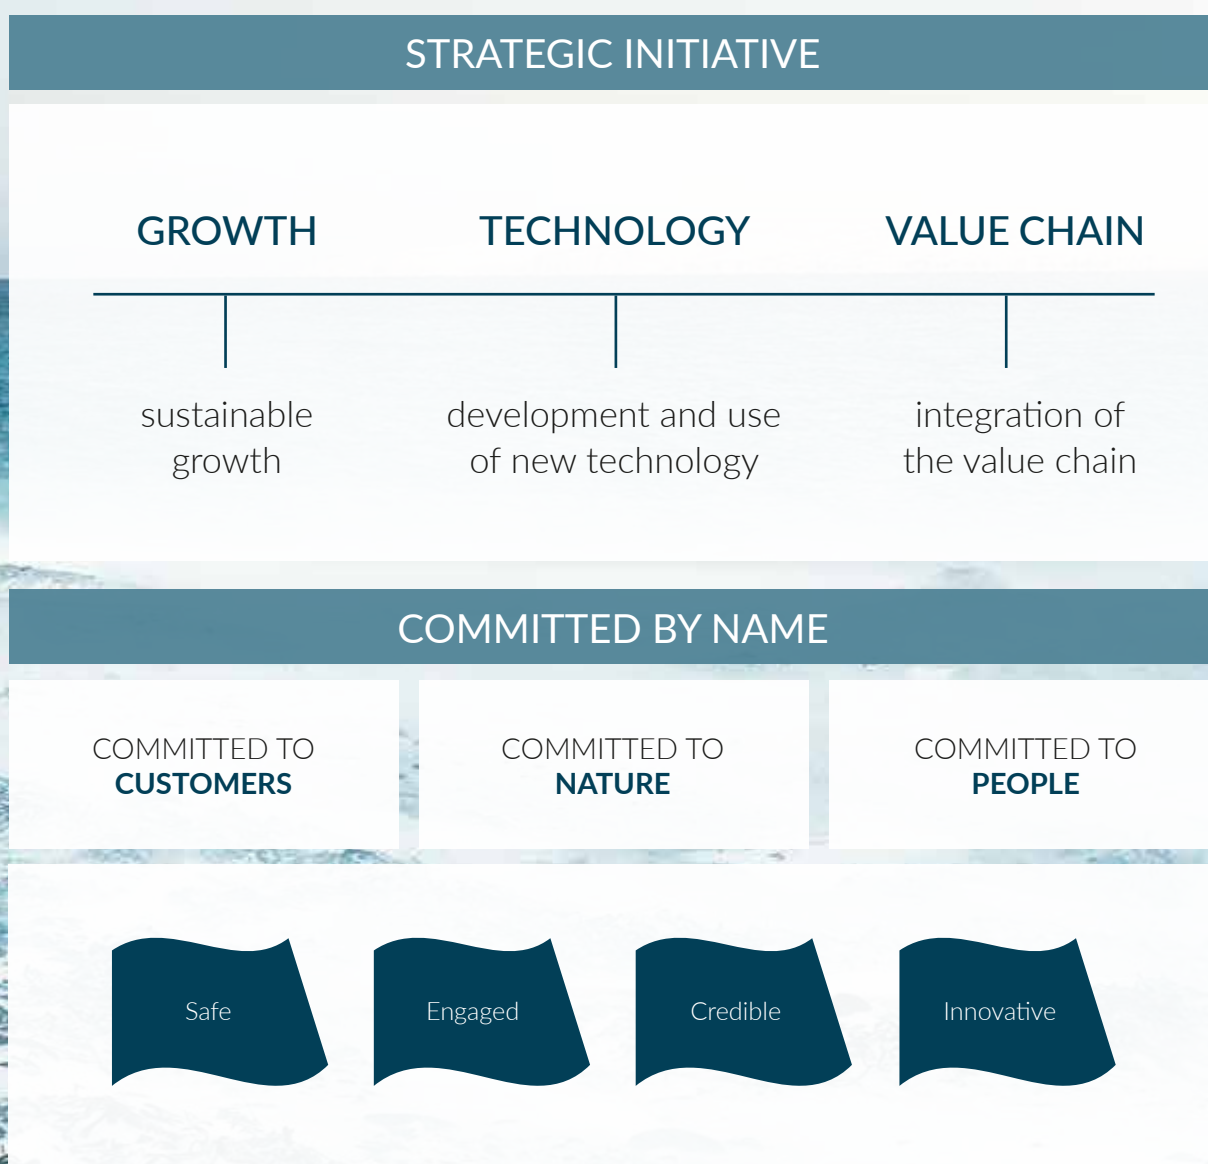 STRATEGIC INITIATIVE
GROWTH
TECHNOLOGY
VALUE CHAIN
sustainable
growth
development and use
of new technology
integration of
the value chain
COMMITTED BY NAME
COMMITTED TO
CUSTOMERS
COMMITTED TO
NATURE
COMMITTED TO
PEOPLE
Safe
Engaged
Credible
Innovative